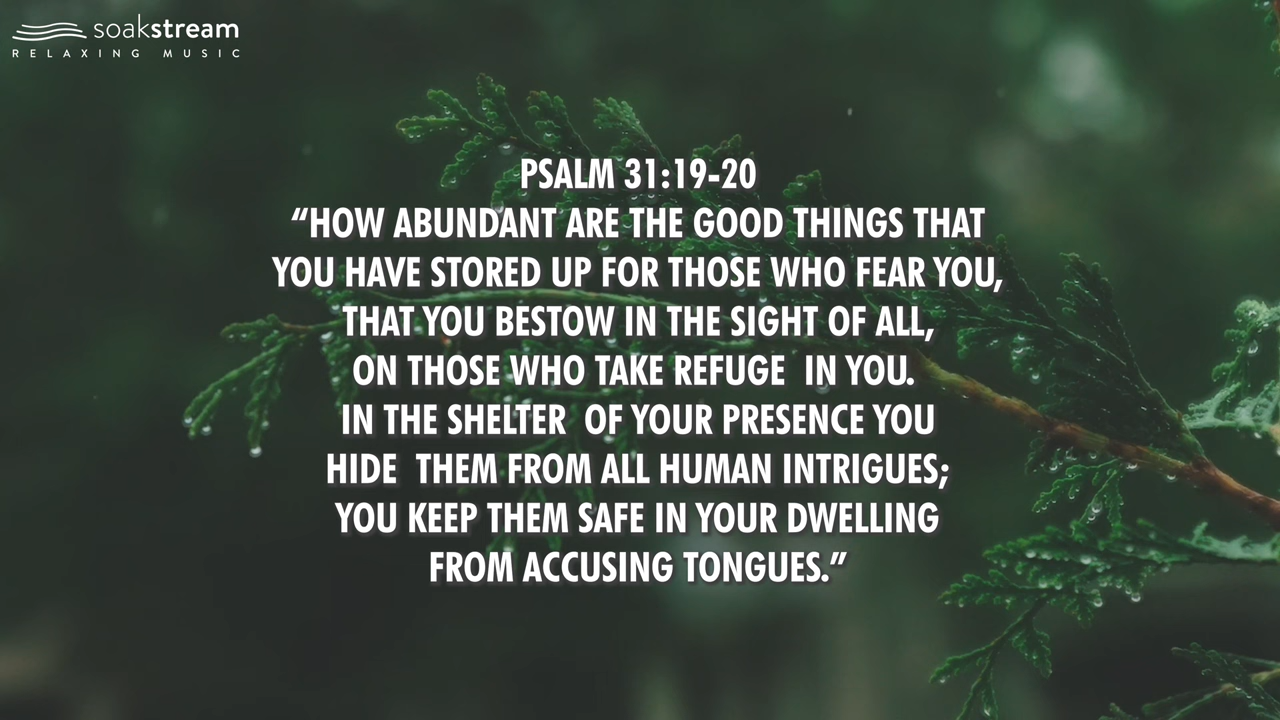 soakstream
RELAXING MUSIC
PSALM 31:19-20
“HOW ABUNDANT ARE THE GOOD THINGS THAT
YOU HAVE STORED UP FOR THOSE WHO FEAR YOU,
THAT YOU BESTOW IN THE SIGHT OF ALL,
ON THOSE WHO TAKE REFUGE  IN YOU.
IN THE SHELTER  OF YOUR PRESENCE YOU
HIDE  THEM FROM ALL HUMAN INTRIGUES;
YOU KEEP THEM SAFE IN YOUR DWELLING
FROM ACCUSING TONGUES.”